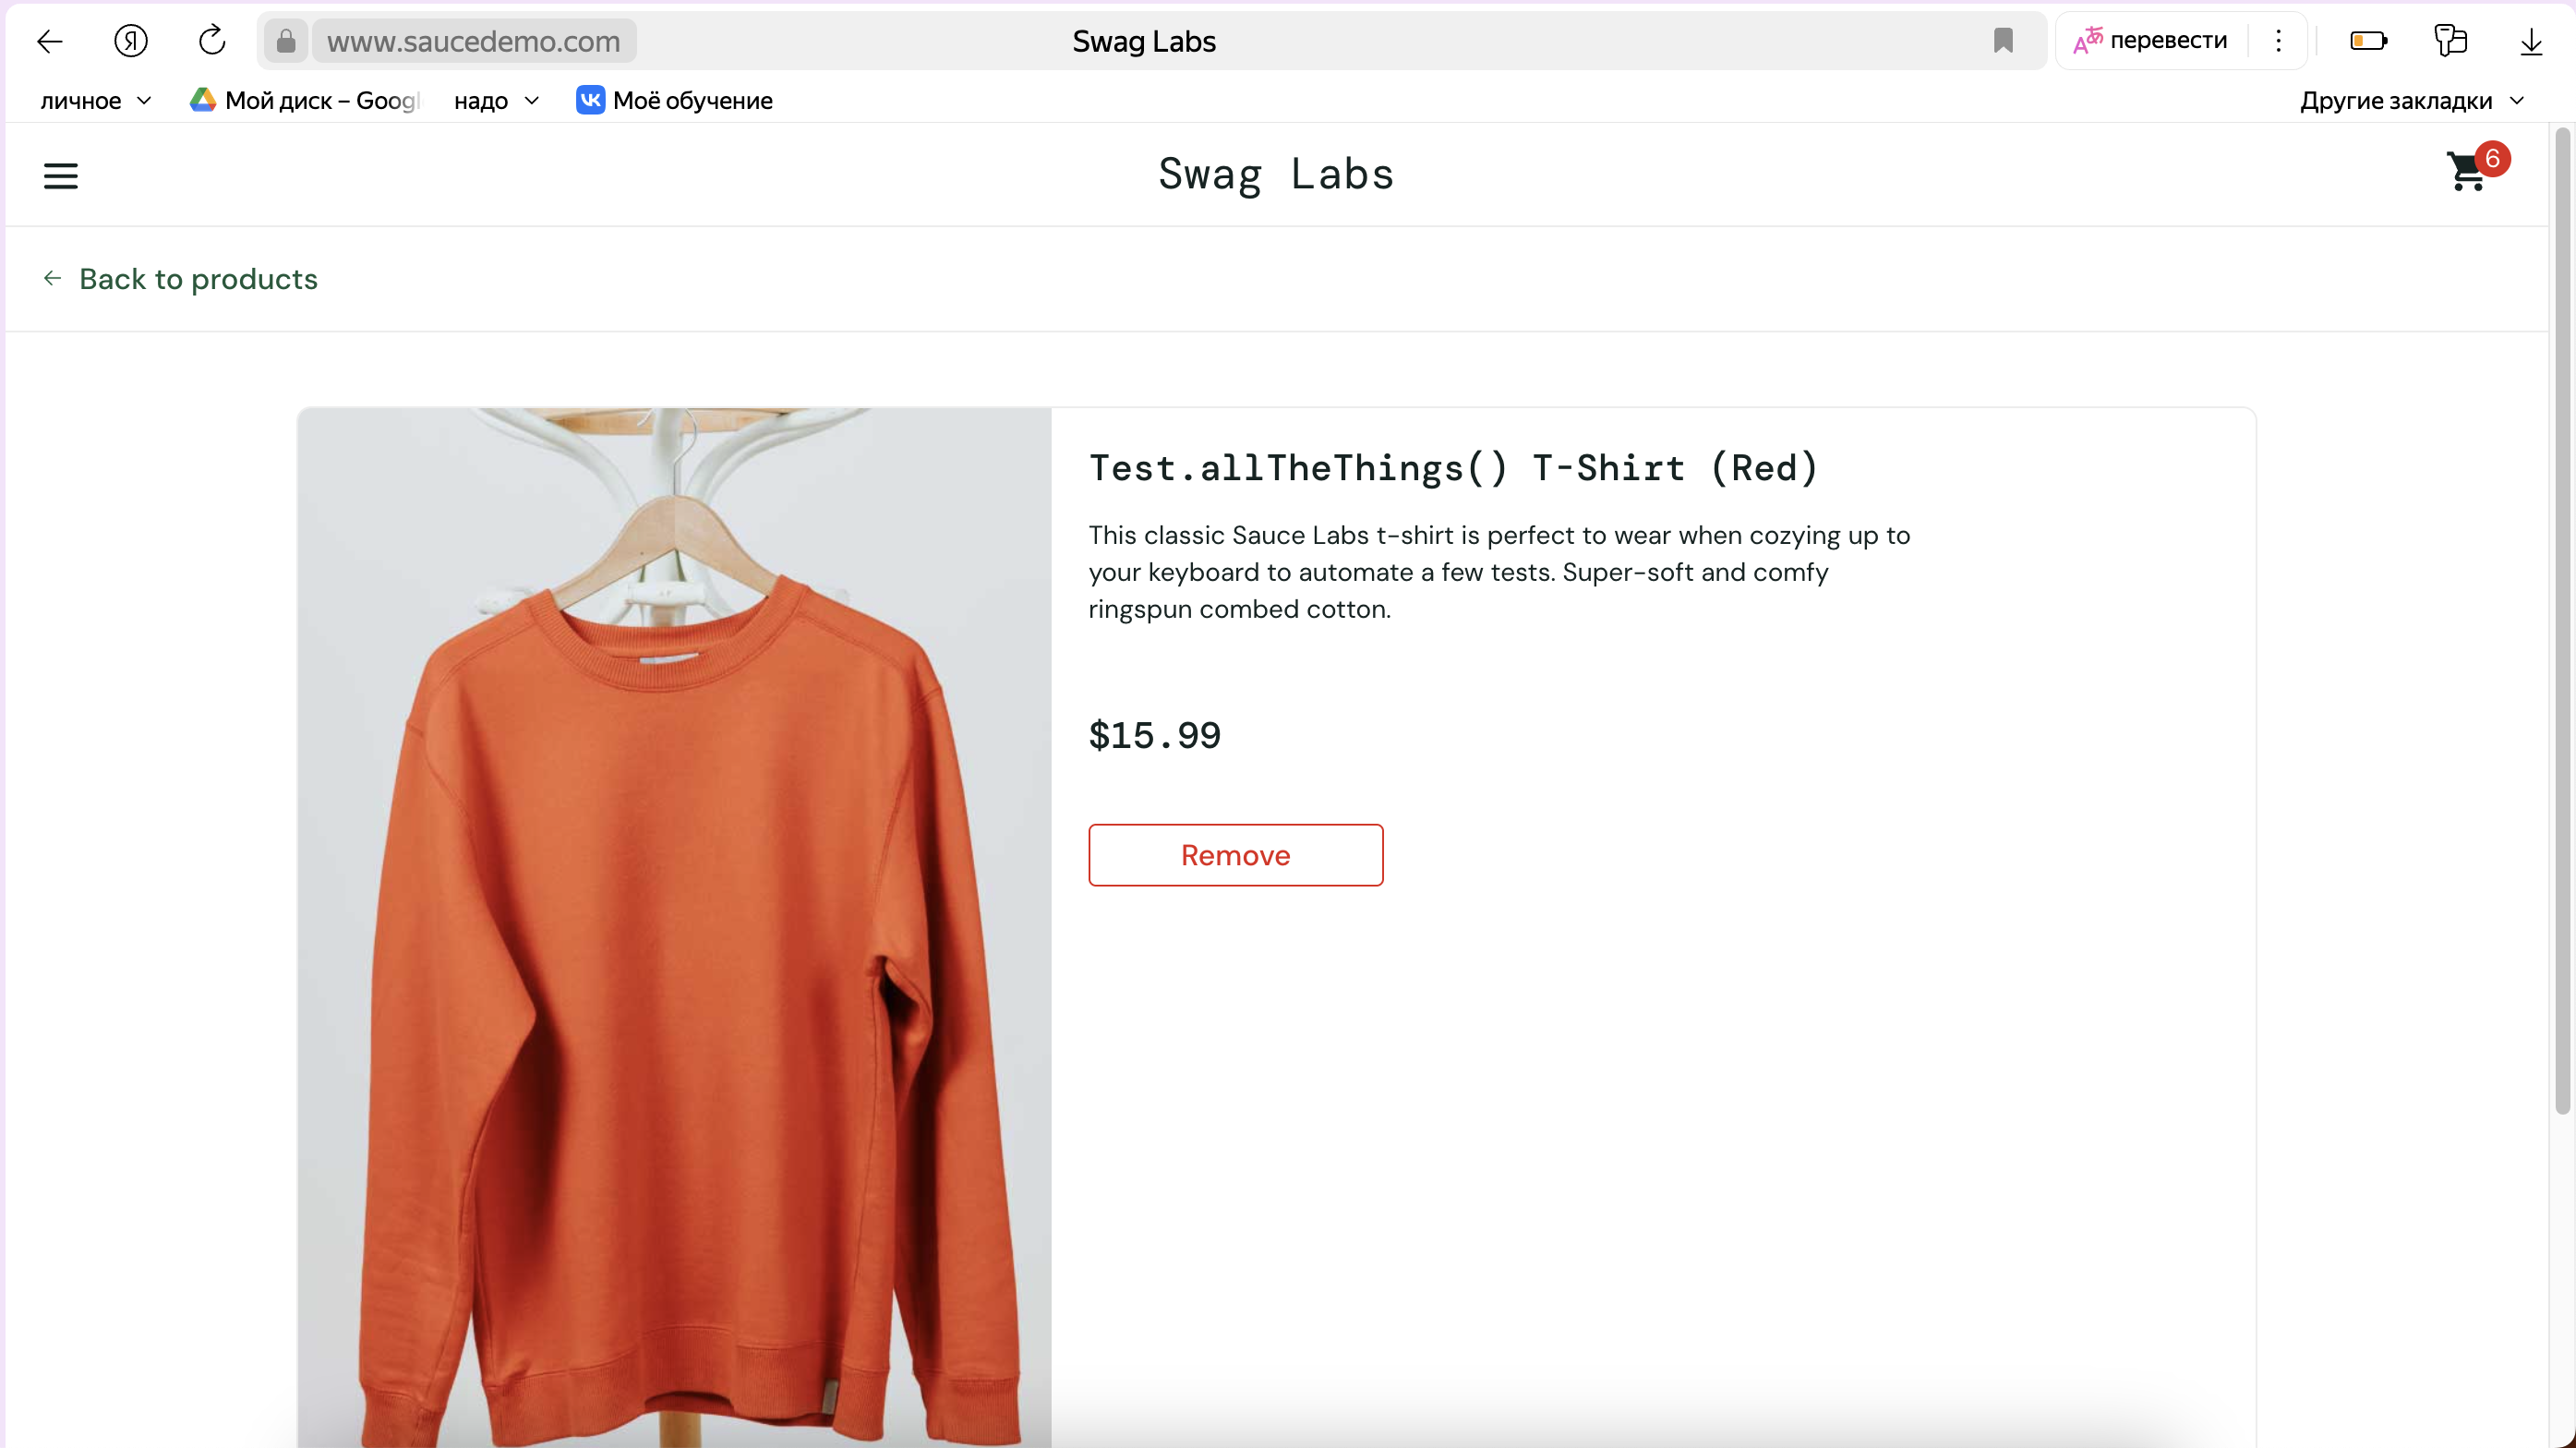 www.saucedemo.com
Swag Labs
перевести
личное
Мой диск – Googl
надо
Моё обучение
Другие закладки
Swag Labs
6
Back to products
Test.allTheThings() T-Shirt (Red)
This classic Sauce Labs t-shirt is perfect to wear when cozying up to
your keyboard to automate a few tests. Super-soft and comfy
ringspun combed cotton.
$15.99
Remove